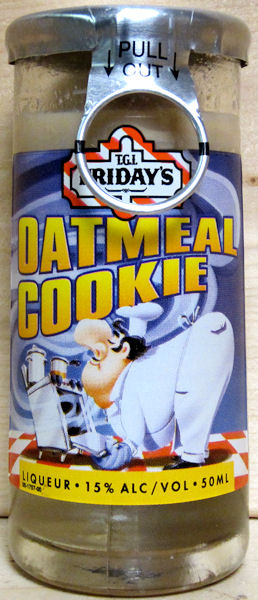 PULL
OUT
T.G.I.
FRIDAY'S
OATMEAL
COOKIE
LIQUEUR • 15% ALC/VOL • 50ML